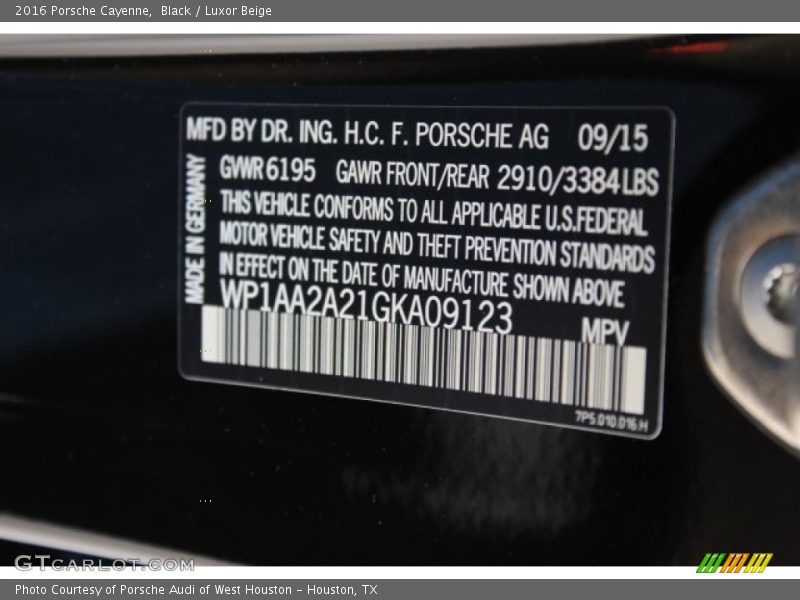 2016 Porsche Cayenne, Black / Luxor Beige
MFD BY DR. ING. H.C. F. PORSCHE AG 09/15
GVWR 6195 GAWR FRONT/REAR 2910/3384 LBS
THIS VEHICLE CONFORMS TO ALL APPLICABLE U.S.FEDERAL
MOTOR VEHICLE SAFETY AND THEFT PREVENTION STANDARDS
IN EFFECT ON THE DATE OF MANUFACTURE SHOWN ABOVE
WP1AA2A21GKA09123 MPV
MADE IN GERMANY
7P5.010.016 H
GTCARLOT.COM
Photo Courtesy of Porsche Audi of West Houston - Houston, TX